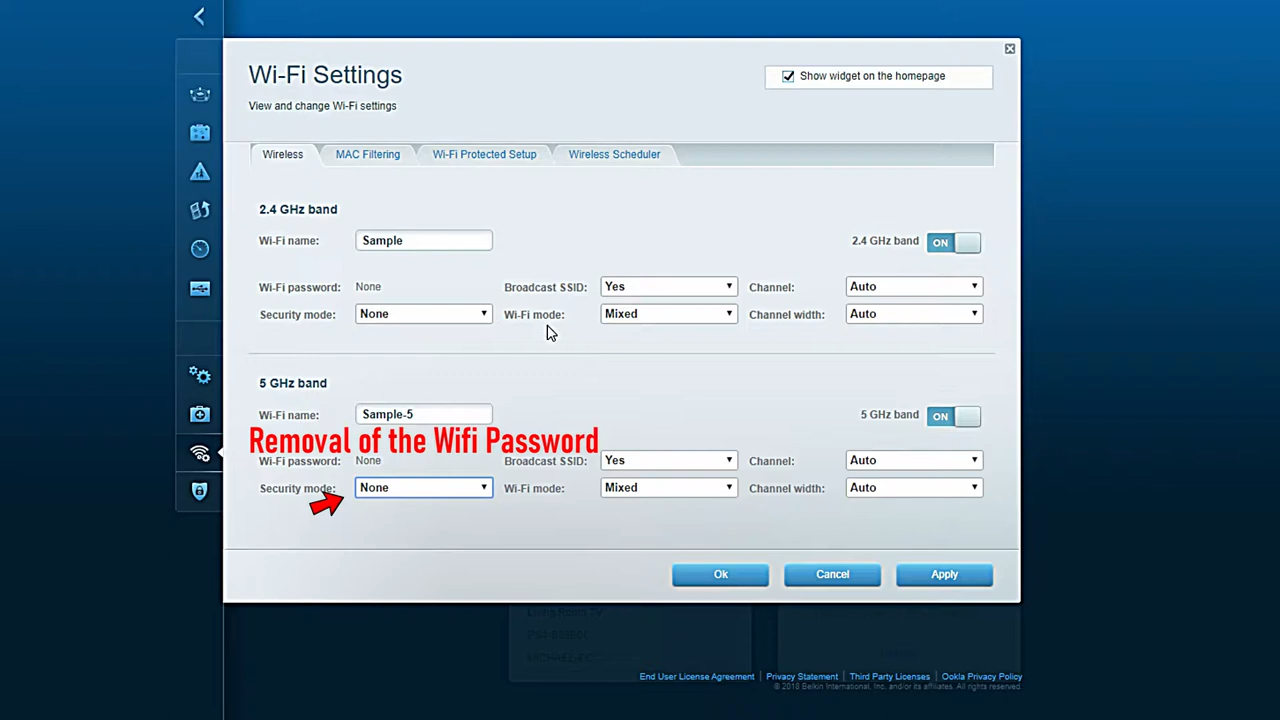 Wi-Fi Settings
Show widget on the homepage
View and change Wi-Fi settings
Wireless MAC Filtering Wi-Fi Protected Setup Wireless Scheduler
2.4 GHz band
Wi-Fi name: Sample 2.4 GHz band ON
Wi-Fi password: None Broadcast SSID: Yes Channel: Auto
Security mode: None Wi-Fi mode: Mixed Channel width: Auto
5 GHz band
Wi-Fi name: Sample-5 5 GHz band ON
Removal of the Wifi Password
Wi-Fi password: None Broadcast SSID: Yes Channel: Auto
Security mode: None Wi-Fi mode: Mixed Channel width: Auto
Ok Cancel Apply
Living Room TV
End User License Agreement | Privacy Statement | Third Party Licenses | Ookla Privacy Policy
© 2018 Belkin International, Inc. and/or its affiliates. All rights reserved.